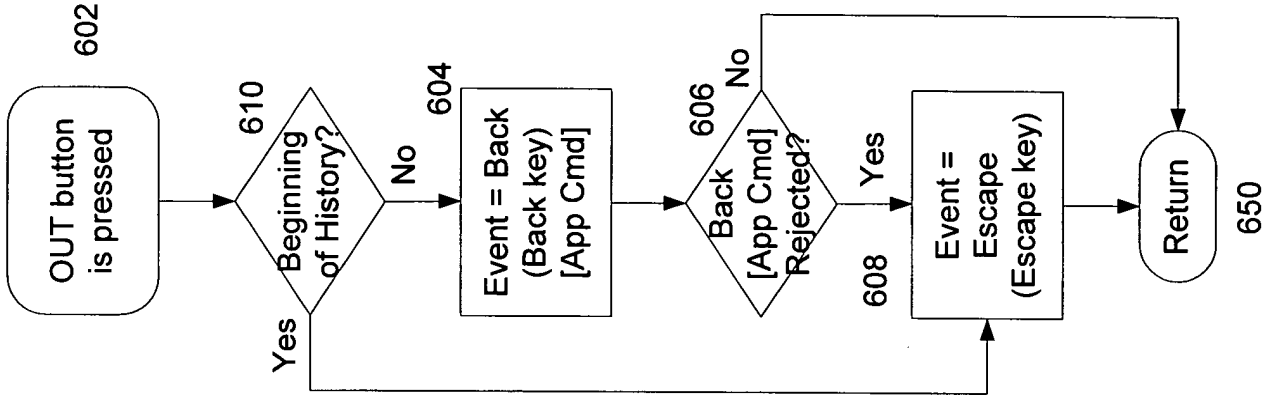 OUT button
is pressed
602
Beginning
of History?
610
Yes
No
Event = Back
(Back key)
[App Cmd]
604
Back
[App Cmd]
Rejected?
606
No
Yes
608
Event =
Escape
(Escape key)
Return
650